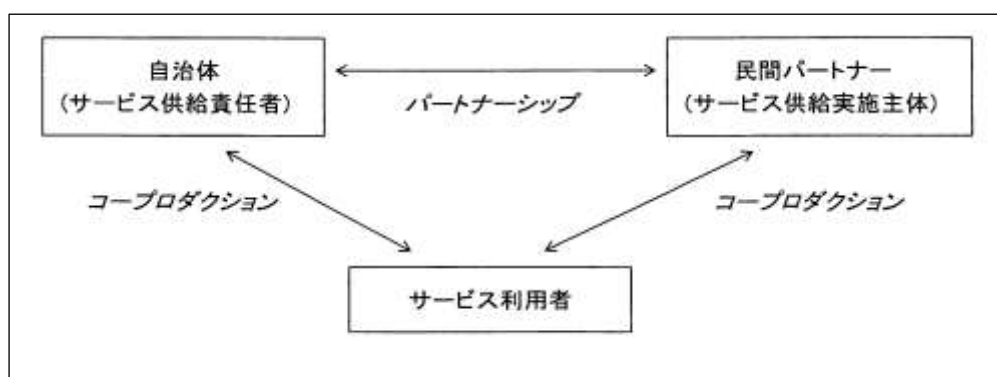 自治体
(サービス供給責任者)
民間パートナー
(サービス供給実施主体)
パートナーシップ
コープロダクション
コープロダクション
サービス利用者